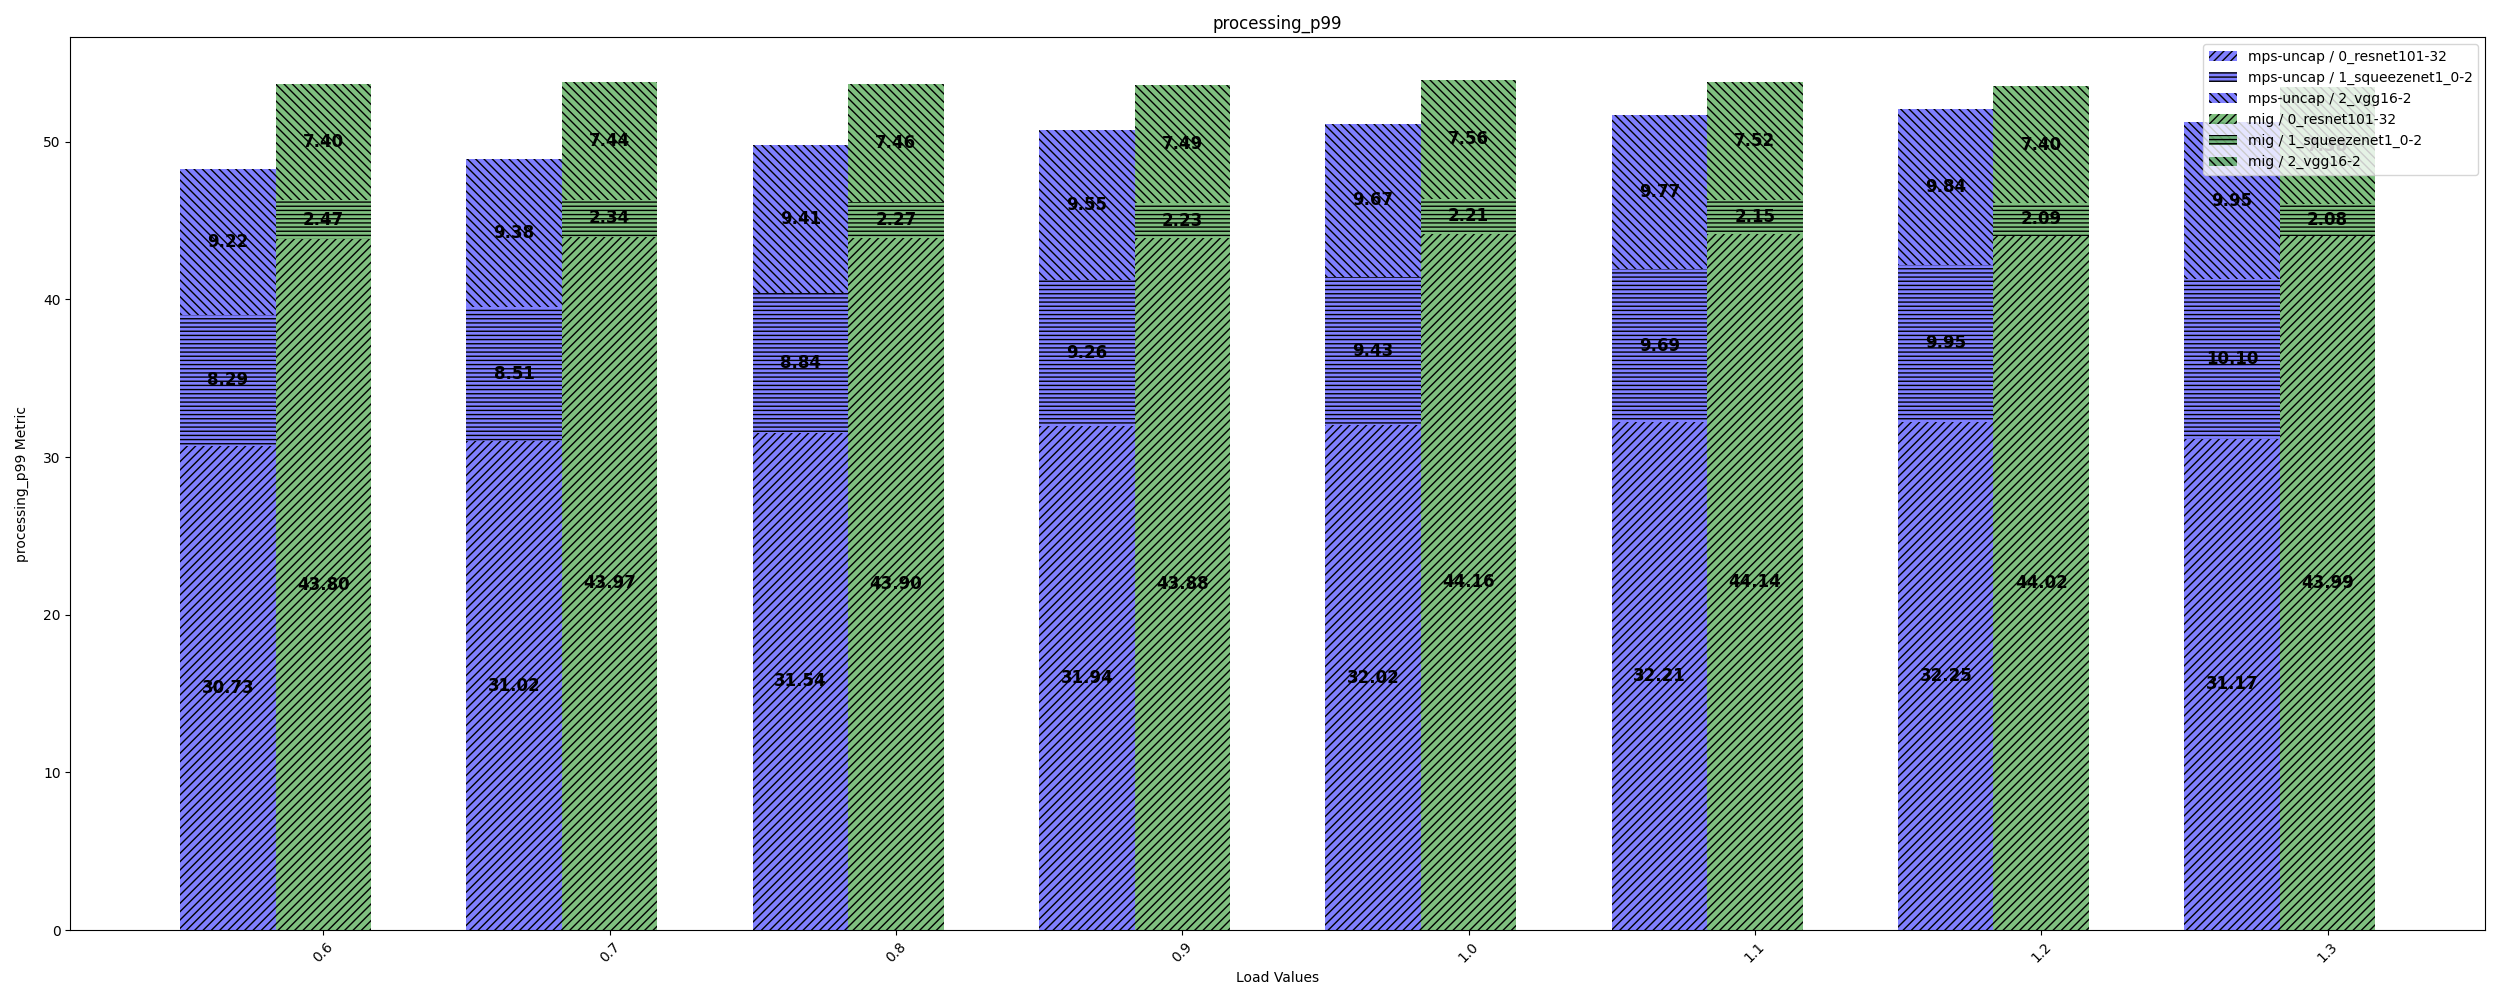 processing_p99
mps-uncap / 0_resnet101-32
mps-uncap / 1_squeezenet1_0-2
mps-uncap / 2_vgg16-2
mig / 0_resnet101-32
mig / 1_squeezenet1_0-2
mig / 2_vgg16-2
processing_p99 Metric
50
40
30
20
10
0
7.40 7.44 7.46 7.49 7.56 7.52 7.40
9.22 9.38 9.41 9.55 9.67 9.77 9.84 9.95
2.47 2.34 2.27 2.23 2.21 2.15 2.09 2.08
8.29 8.51 8.84 9.26 9.43 9.69 9.95 10.10
43.80 43.97 43.90 43.88 44.16 44.14 44.02 43.99
30.73 31.02 31.54 31.94 32.02 32.21 32.25 31.17
0.6 0.7 0.8 0.9 1.0 1.1 1.2 1.3
Load Values